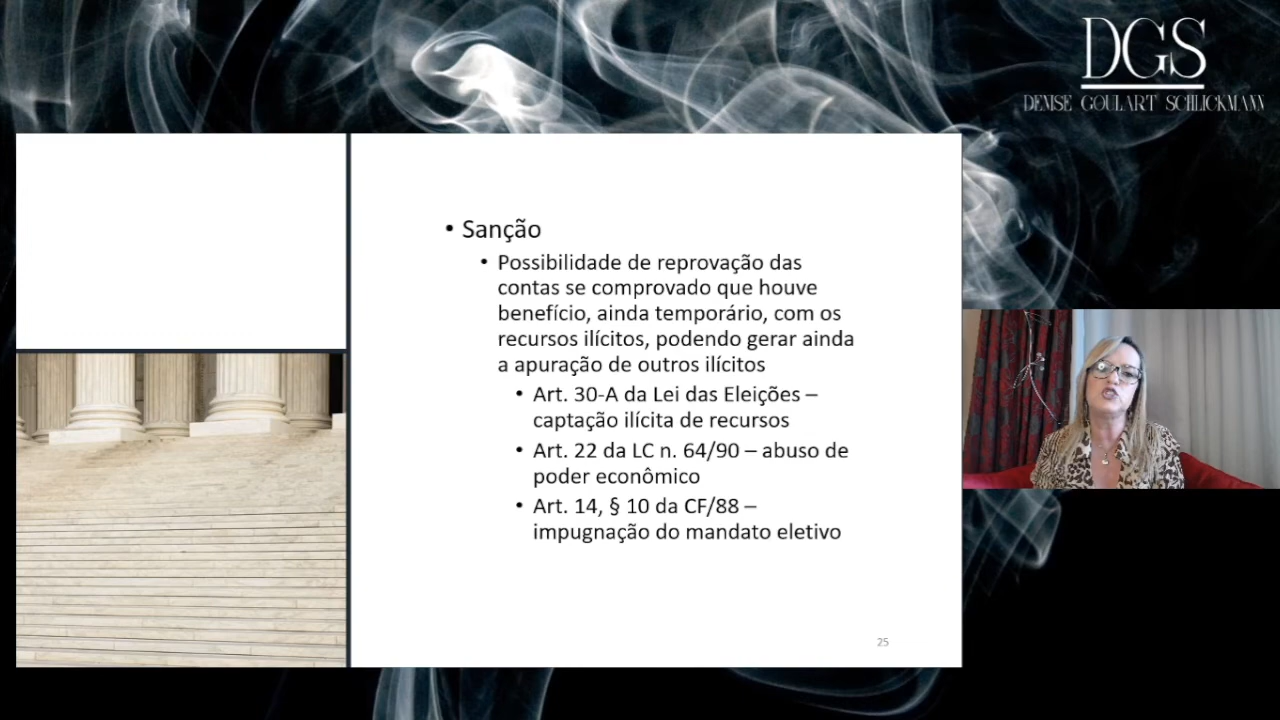 DGS
DENISE GOULART SCHLICKMANN
• Sanção
• Possibilidade de reprovação das
contas se comprovado que houve
benefício, ainda temporário, com os
recursos ilícitos, podendo gerar ainda
a apuração de outros ilícitos
• Art. 30-A da Lei das Eleições –
captação ilícita de recursos
• Art. 22 da LC n. 64/90 – abuso de
poder econômico
• Art. 14, § 10 da CF/88 –
impugnação do mandato eletivo
25